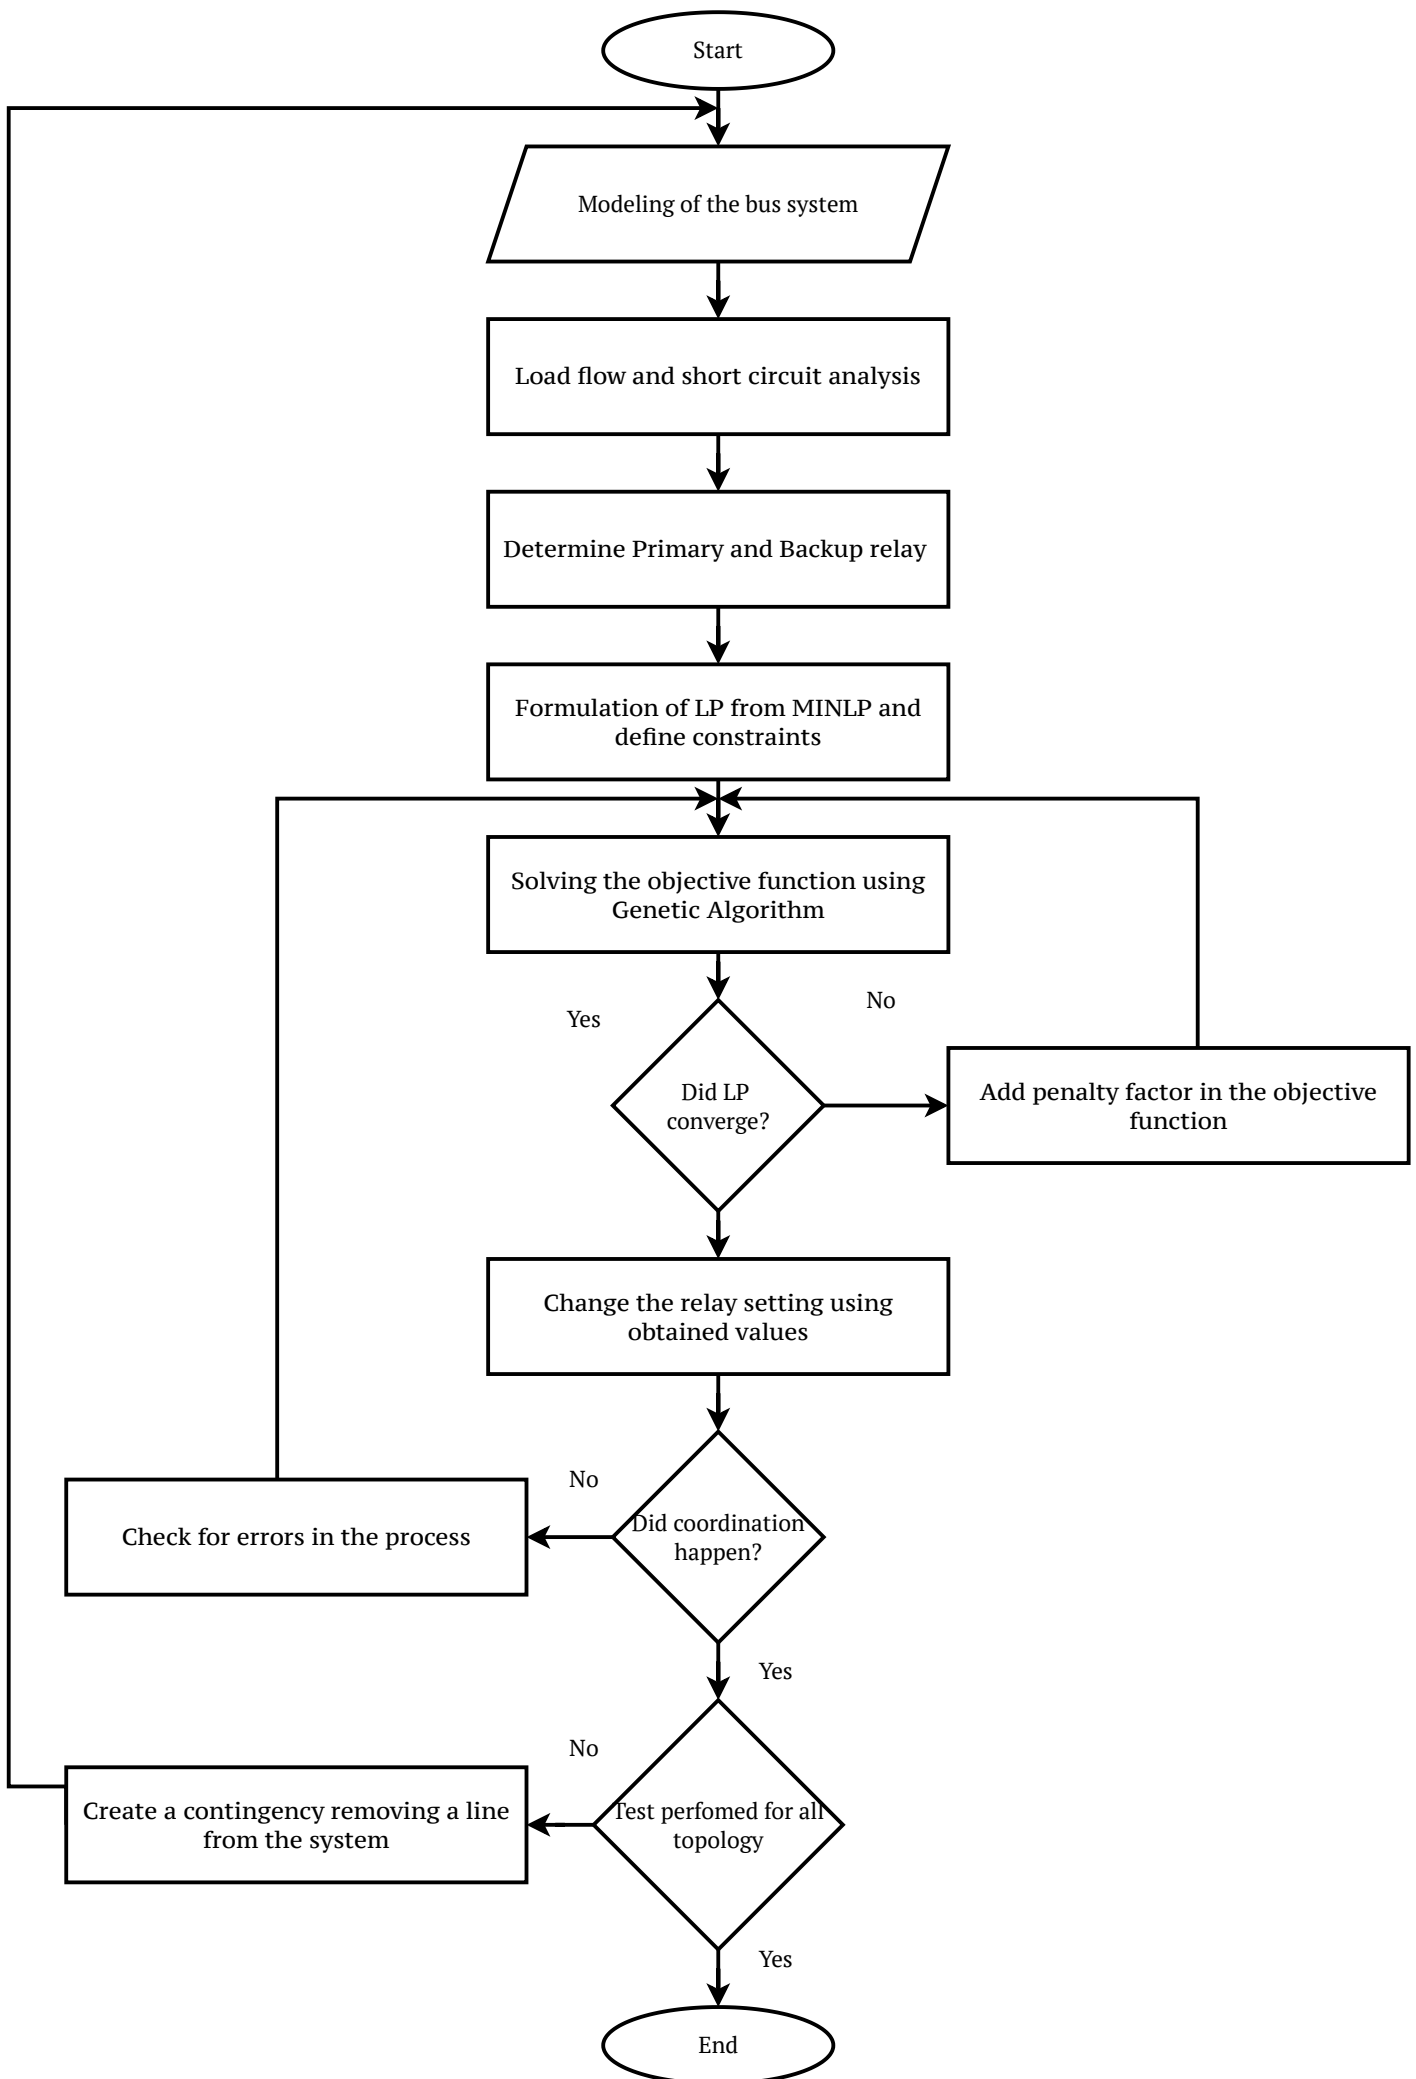 Start
Modeling of the bus system
Load flow and short circuit analysis
Determine Primary and Backup relay
Formulation of LP from MINLP and
define constraints
Solving the objective function using
Genetic Algorithm
Yes
No
Did LP
converge?
Add penalty factor in the objective
function
Change the relay setting using
obtained values
No
Did coordination
happen?
Check for errors in the process
Yes
No
Test perfomed for all
topology
Create a contingency removing a line
from the system
Yes
End